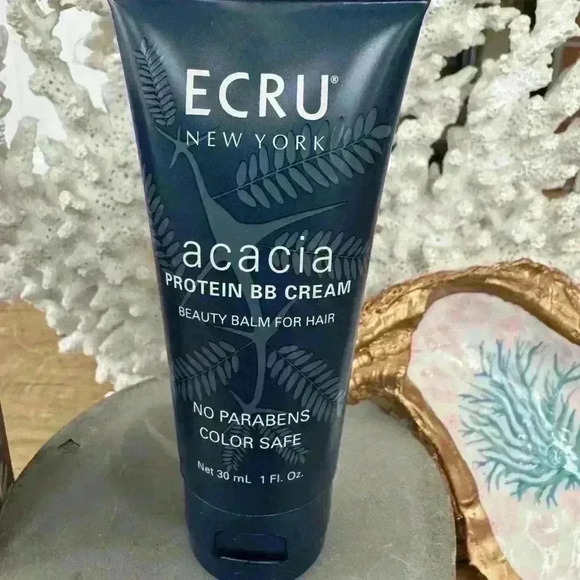 ECRU®
NEW YORK
acacia
PROTEIN BB CREAM
BEAUTY BALM FOR HAIR
NO PARABENS
COLOR SAFE
Net 30 mL 1 Fl. Oz.